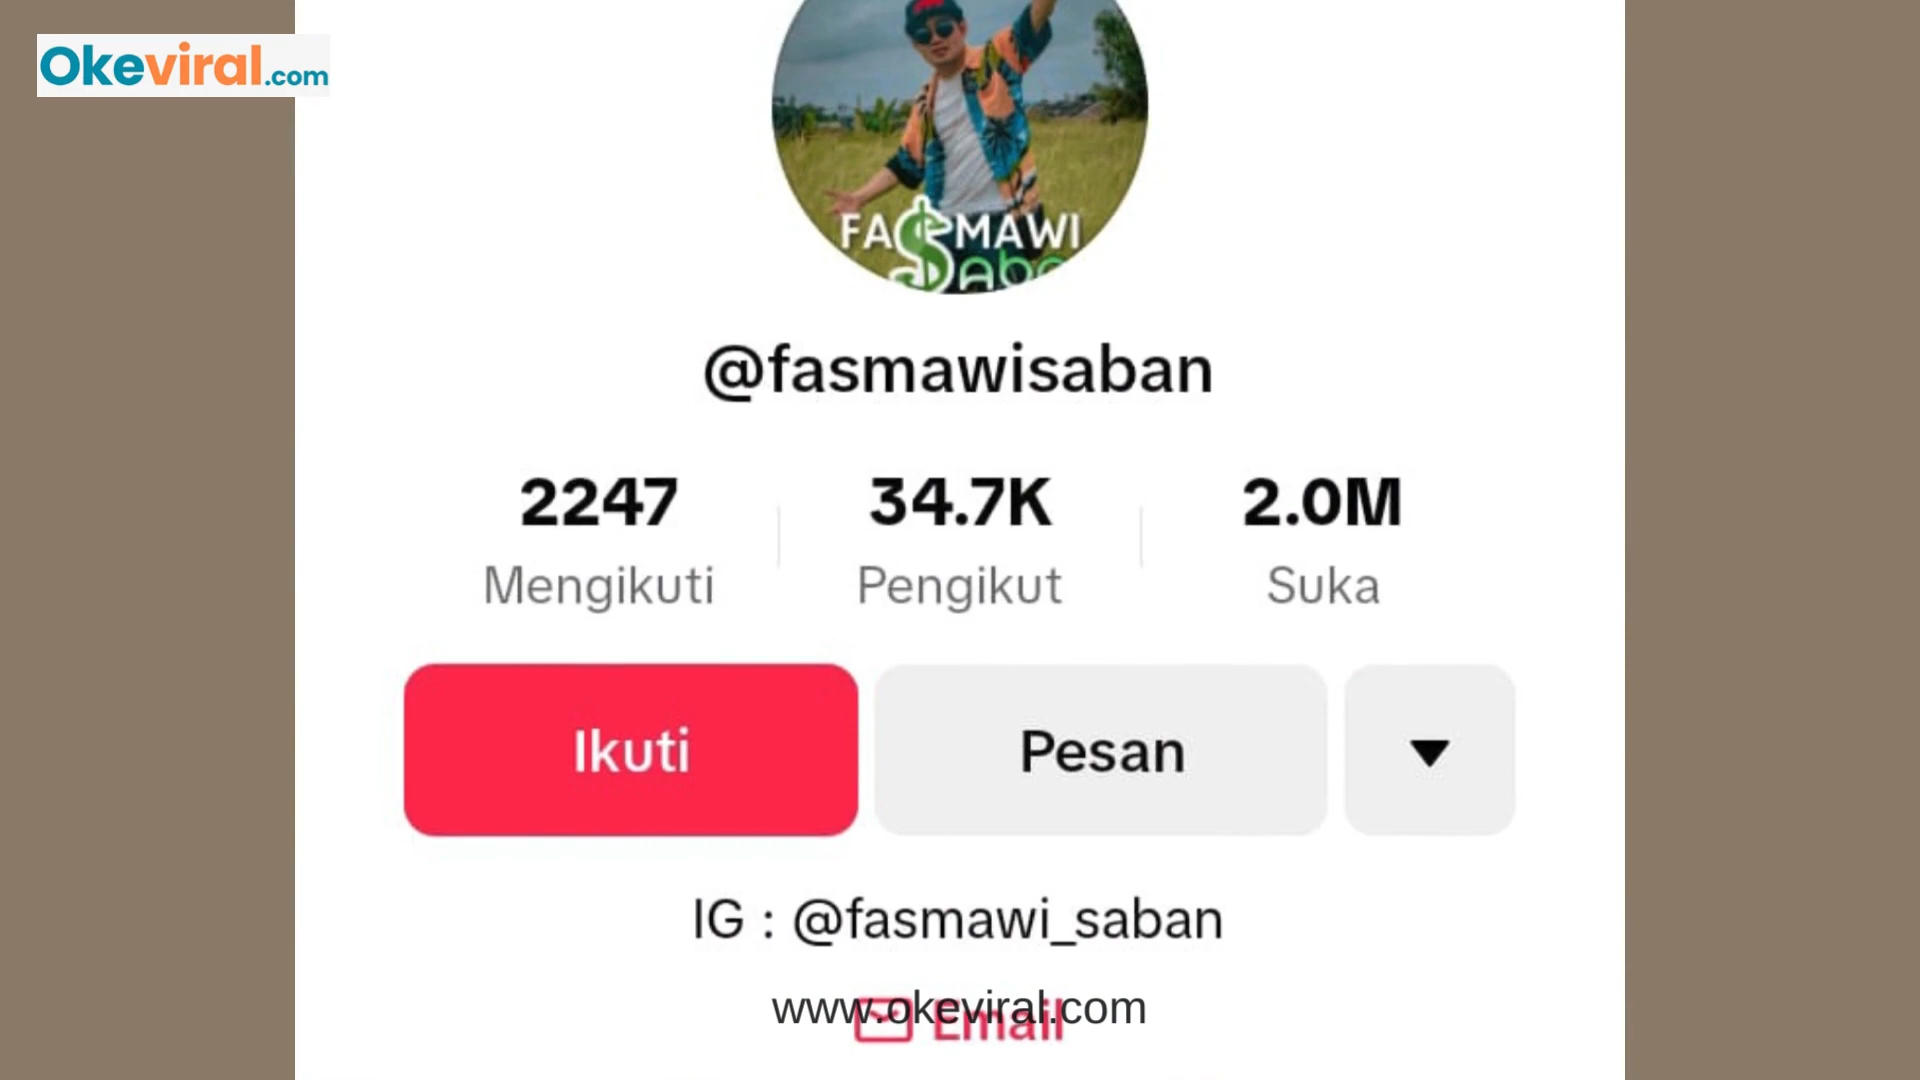 Okeviral.com
FA$MAWI
@fasmawisaban
2247 34.7K 2.0M
Mengikuti Pengikut Suka
Ikuti Pesan
IG : @fasmawi_saban
www.okeviral.com
Email